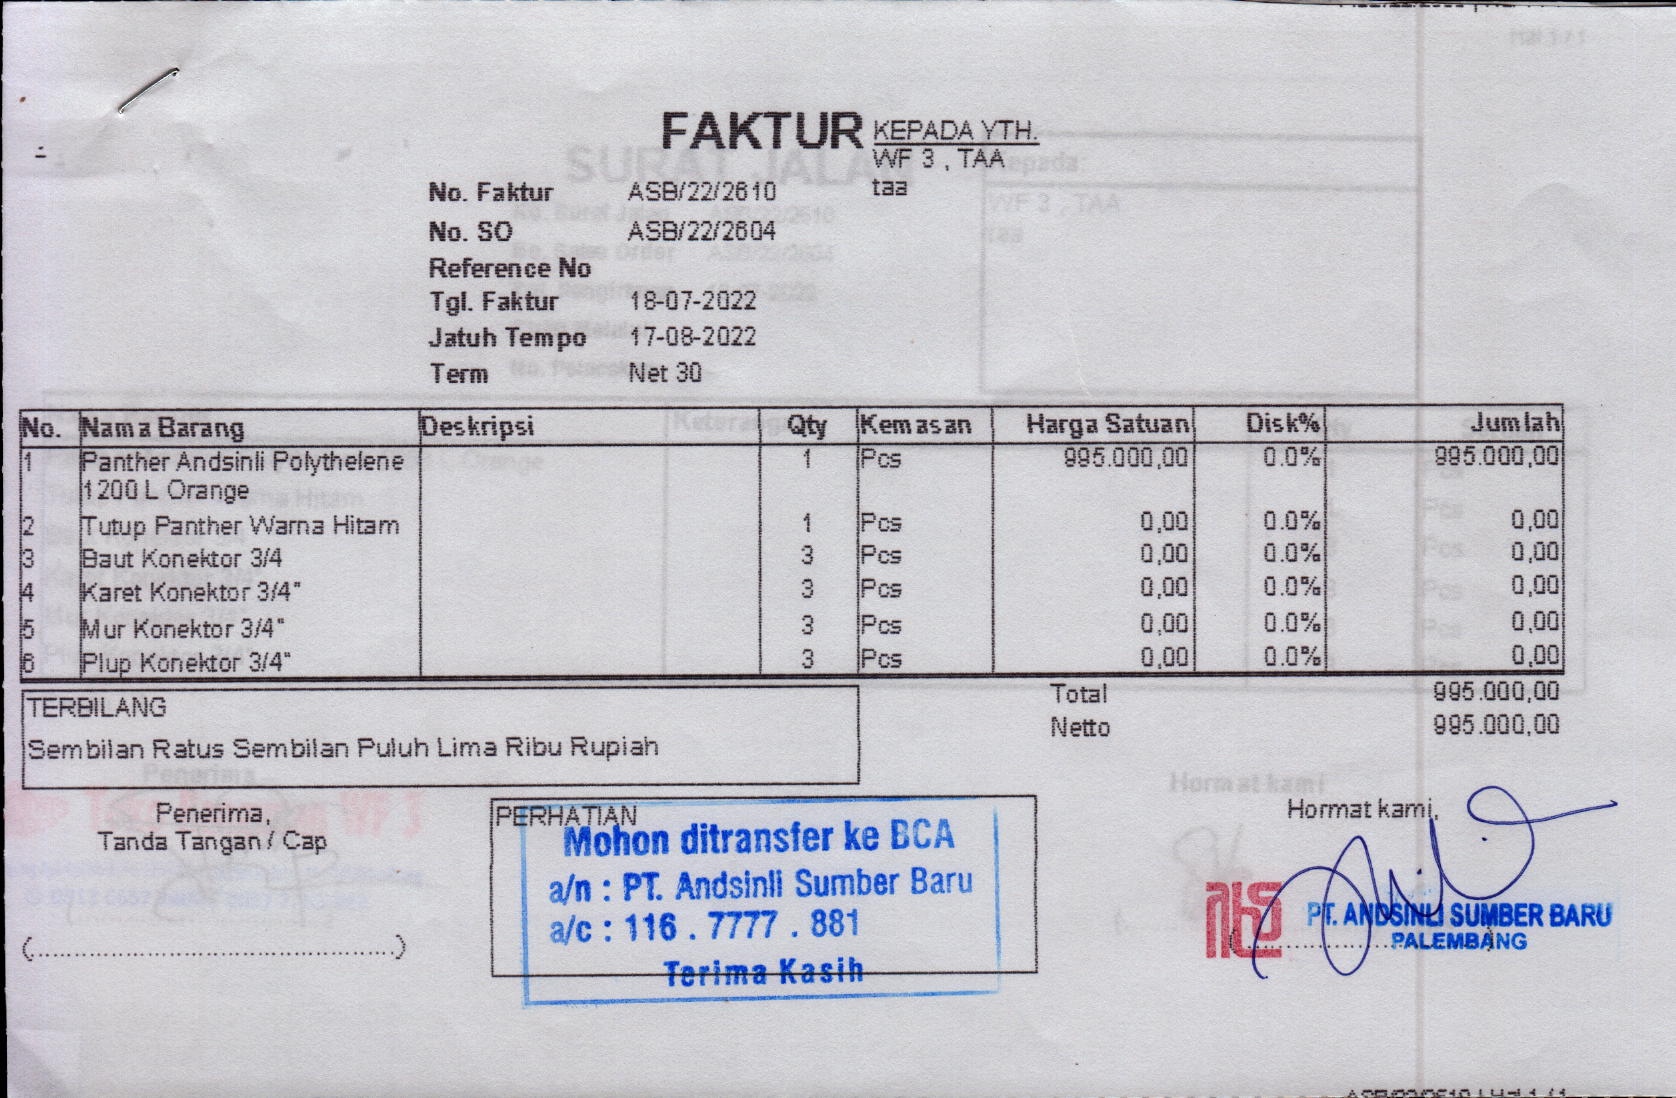 FAKTUR
KEPADA YTH.
WF 3 , TAA
taa
No. Faktur ASB/22/2610
No. SO ASB/22/2604
Reference No
Tgl. Faktur 18-07-2022
Jatuh Tempo 17-08-2022
Term Net 30
No. Nama Barang Deskripsi Qty Kemasan Harga Satuan Disk% Jumlah
1 Panther Andsinli Polythelene 1 Pcs 995.000,00 0.0% 995.000,00
1200 L Orange
2 Tutup Panther Warna Hitam 1 Pcs 0,00 0.0% 0,00
3 Baut Konektor 3/4 3 Pcs 0,00 0.0% 0,00
4 Karet Konektor 3/4" 3 Pcs 0,00 0.0% 0,00
5 Mur Konektor 3/4" 3 Pcs 0,00 0.0% 0,00
6 Plup Konektor 3/4" 3 Pcs 0,00 0.0% 0,00
Total 995.000,00
Netto 995.000,00
TERBILANG
Sembilan Ratus Sembilan Puluh Lima Ribu Rupiah
Penerima,
Tanda Tangan / Cap
(................................................)
PERHATIAN
Mohon ditransfer ke BCA
a/n : PT. Andsinli Sumber Baru
a/c : 116 . 7777 . 881
Terima Kasih
Hormat kami,
PT. ANDSINLI SUMBER BARU
PALEMBANG